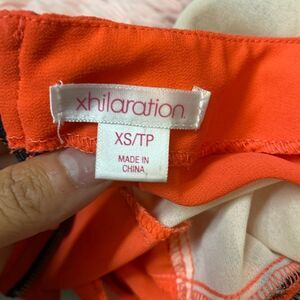 xhilaration
XS/TP
MADE IN
CHINA